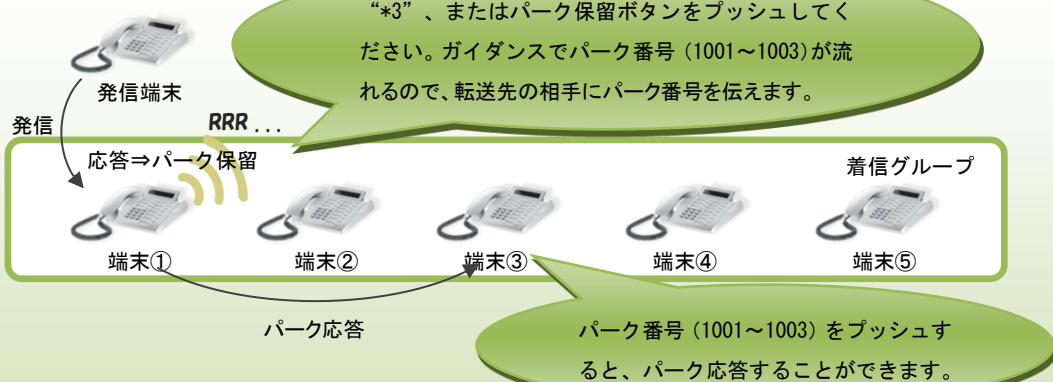 “*3”、またはパーク保留ボタンをプッシュしてく
ださい。ガイダンスでパーク番号（1001～1003）が流
れるので、転送先の相手にパーク番号を伝えます。
発信端末
発信
RRR...
応答⇒パーク保留
着信グループ
端末①
端末②
端末③
端末④
端末⑤
パーク応答
パーク番号（1001～1003）をプッシュす
ると、パーク応答することができます。